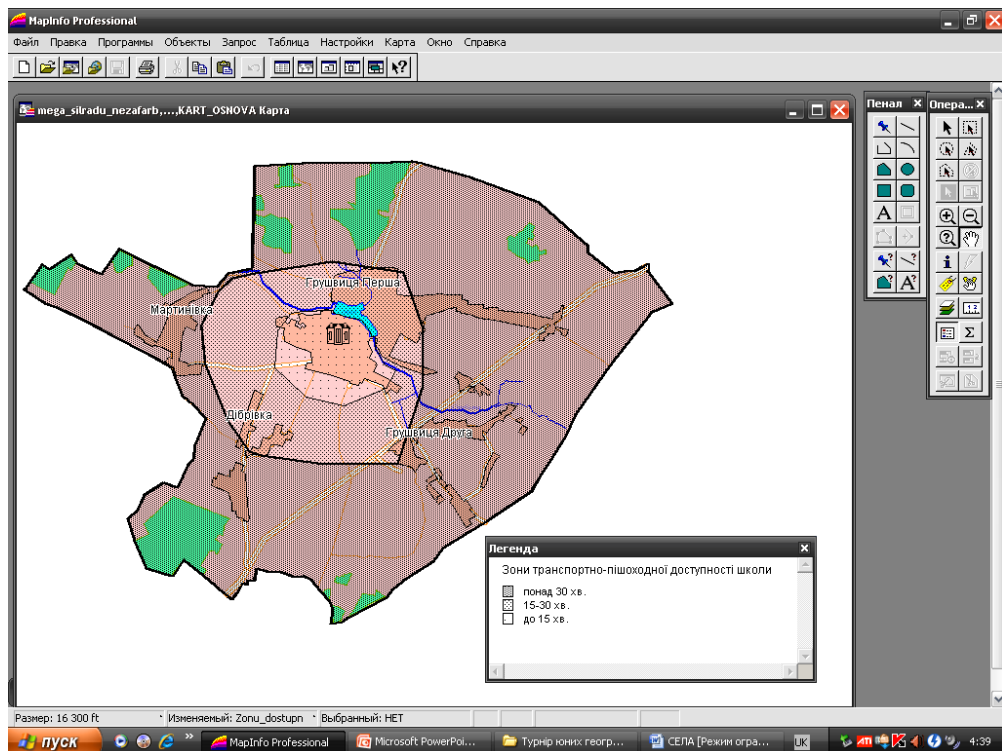 MapInfo Professional
Файл Правка Программы Объекты Запрос Таблица Настройки Карта Окно Справка
mega_silradu_nezafarb,...,KART_OSNOVA Карта
Пенал
Опера...
Грушвиця Перша
Мартинівка
Дібрівка
Грушвиця Друга
Легенда
Зони транспортно-пішоходної доступності школи
понад 30 хв.
15-30 хв.
до 15 хв.
Размер: 16 300 ft Изменяемый: Zonu_dostupn Выбранный: НЕТ
пуск
MapInfo Professional
Microsoft PowerPoi...
Турнір юних геогр...
СЕЛА [Режим огра...
UK
4:39